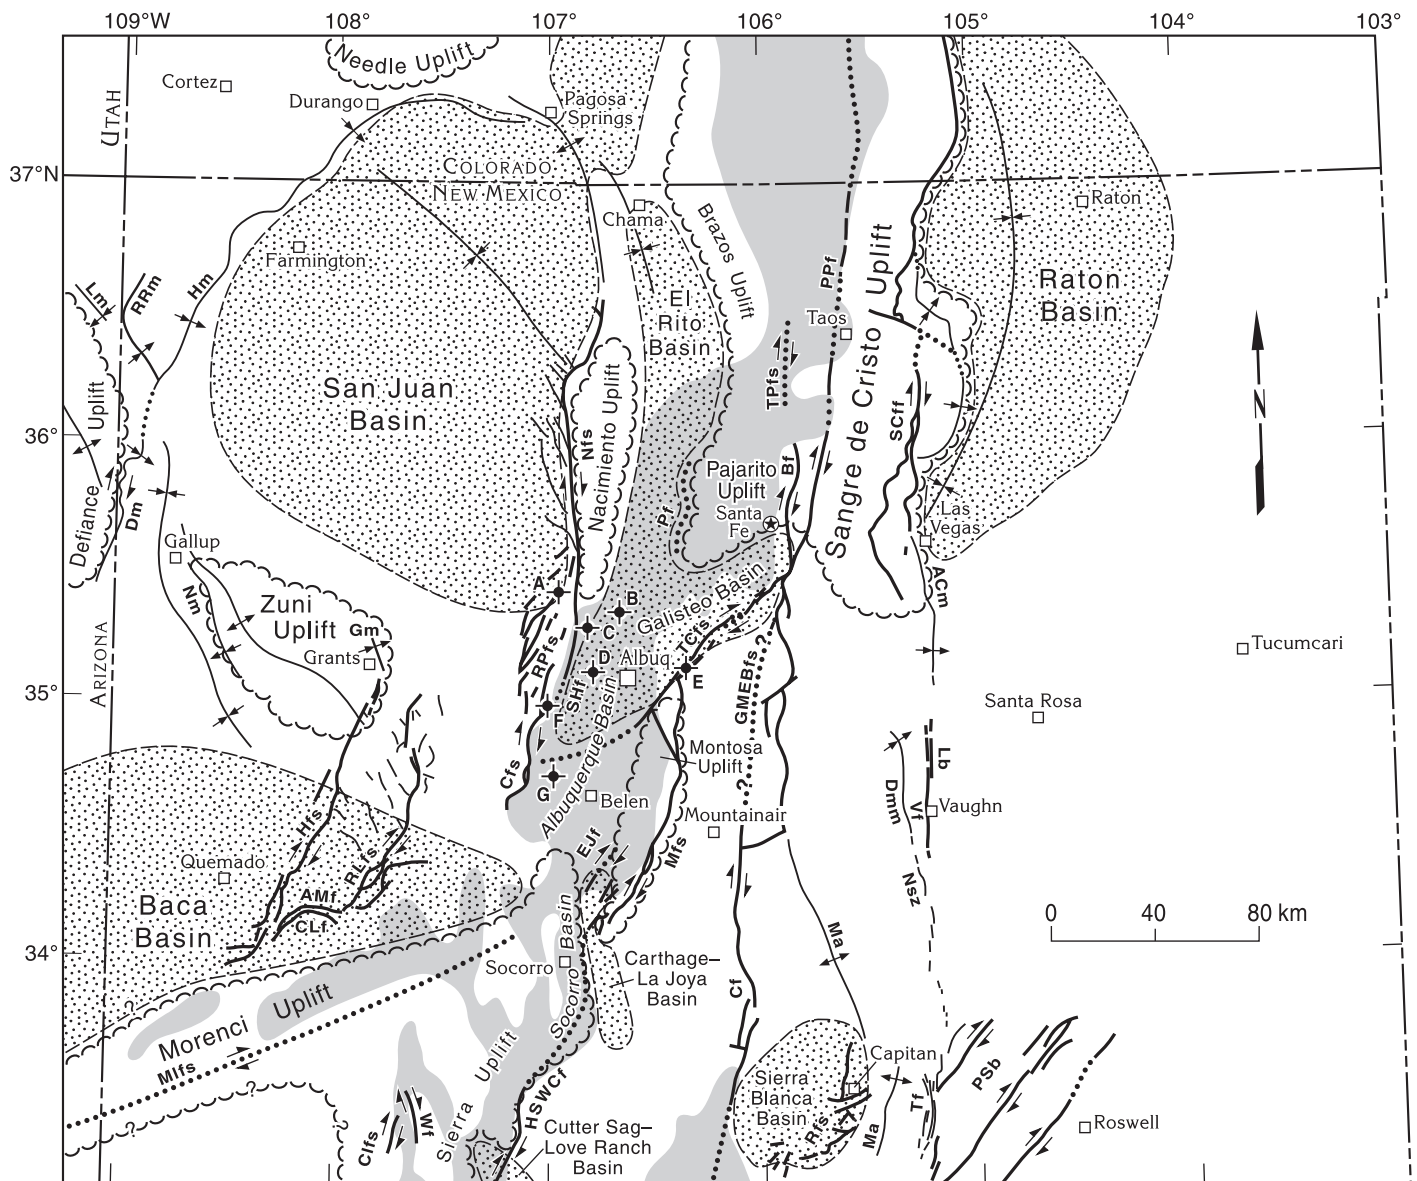 109°W
108°
107°
106°
105°
104°
103°
Needle Uplift
Cortez
Durango
Pagosa
Springs
UTAH
37°N
COLORADO
NEW MEXICO
Raton
Chama
Brazos Uplift
Farmington
Lm
RRm
Hm
El
Rito
Basin
PPf
Taos
Sangre de Cristo Uplift
Raton
Basin
San Juan
Basin
TPfs
N
Uplift
36°
Nfs
Nacimiento Uplift
SCff
Defiance
Dm
Pajarito
Uplift
Bf
Pf
Santa
Fe
Las
Vegas
Gallup
Nm
Zuni
Uplift
Gm
Grants
A
B
C
D
E
F
G
Galisteo Basin
ACm
Tucumcari
ARIZONA
RPfs
SHf
Albuq
TCfs
GMEBfs
?
35°
Santa Rosa
Cfs
Albuquerque Basin
Montosa
Uplift
?
Lb
Dmm
Vf
Vaughn
Belen
Mountainair
Hfs
RLfs
EJf
Mfs
Quemado
AMf
CLf
Nsz
Baca
Basin
0
40
80 km
34°
Socorro
Socorro Basin
Carthage–
La Joya
Basin
Ma
Cf
?
Morenci Uplift
MIfs
?
Sierra Uplift
HSWCf
Sierra
Blanca
Basin
Capitan
PSb
Tf
Roswell
?
?
CIfs
Wf
Cutter Sag–
Love Ranch
Basin
Rfs
Ma